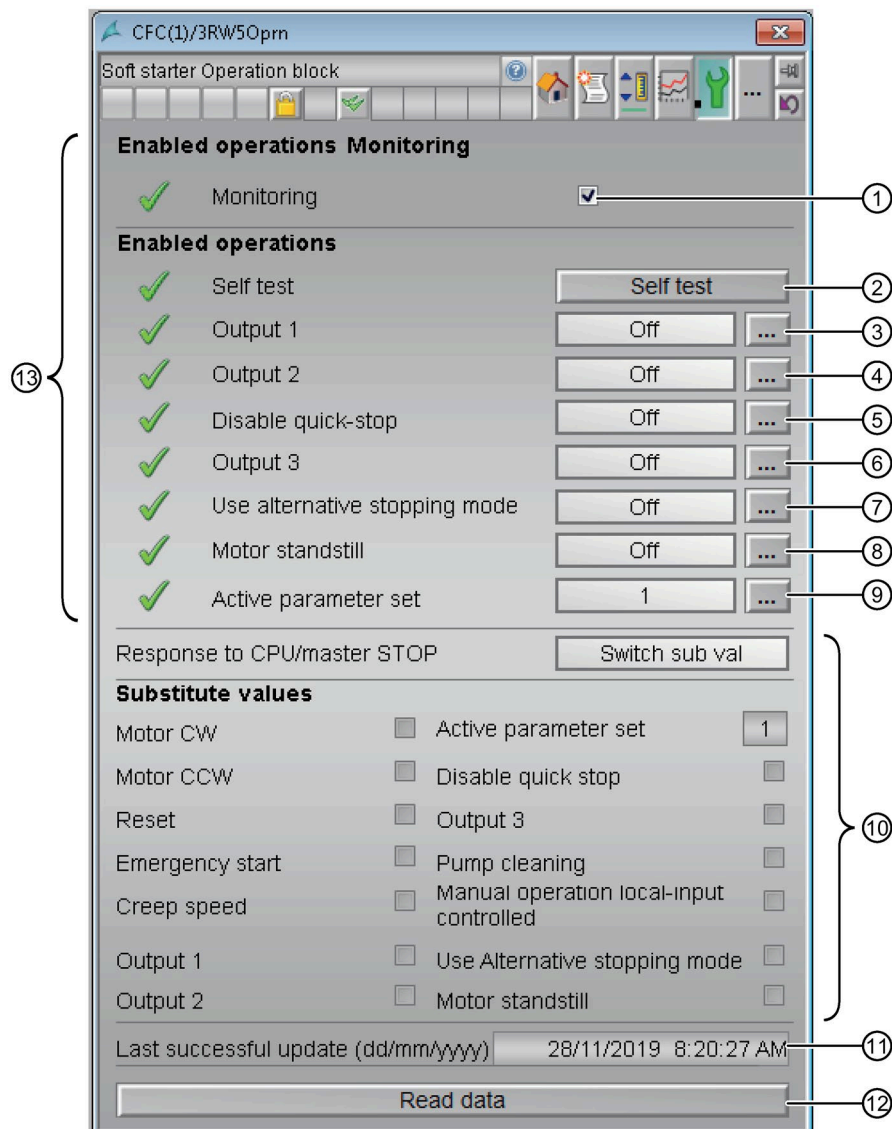 CFC(1)/3RW5Oprn
Soft starter Operation block
...
Enabled operations Monitoring
Monitoring
①
Enabled operations
Self test Self test
②
Output 1 Off ...
③
Output 2 Off ...
④
Disable quick-stop Off ...
⑤
Output 3 Off ...
⑥
Use alternative stopping mode Off ...
⑦
Motor standstill Off ...
⑧
Active parameter set 1 ...
⑨
⑬
Response to CPU/master STOP Switch sub val
Substitute values
Motor CW Active parameter set 1
Motor CCW Disable quick stop
Reset Output 3
Emergency start Pump cleaning
Creep speed Manual operation local-input
controlled
Output 1 Use Alternative stopping mode
Output 2 Motor standstill
⑩
Last successful update (dd/mm/yyyy) 28/11/2019 8:20:27 AM
⑪
Read data
⑫